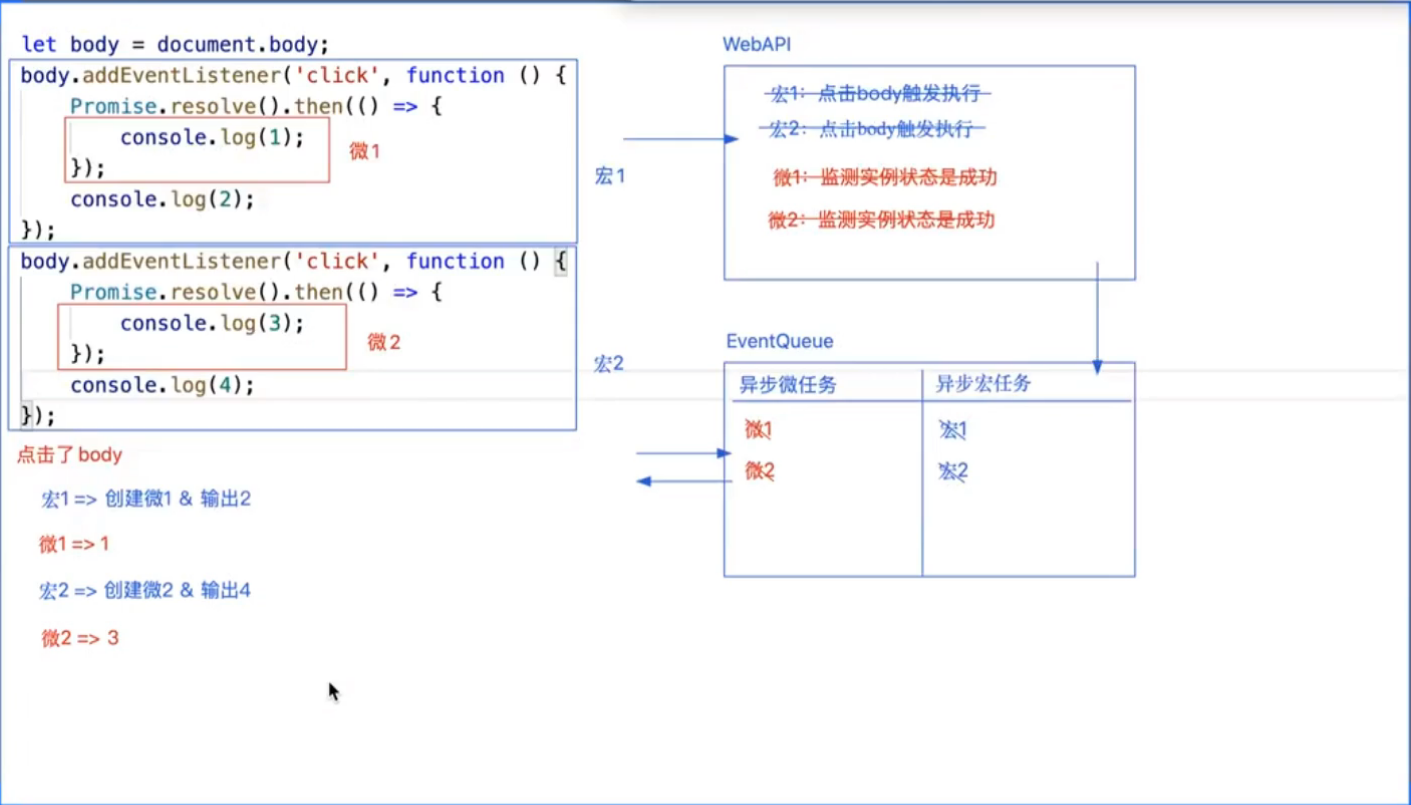 let body = document.body;
body.addEventListener('click', function () {
Promise.resolve().then(() => {
console.log(1);
});
微1
console.log(2);
});
宏1
body.addEventListener('click', function () {
Promise.resolve().then(() => {
console.log(3);
});
微2
console.log(4);
});
宏2
点击了body
宏1 => 创建微1 & 输出2
微1 => 1
宏2 => 创建微2 & 输出4
微2 => 3
WebAPI
宏1：点击body触发执行
宏2：点击body触发执行
微1：监测实例状态是成功
微2：监测实例状态是成功
EventQueue
异步微任务 异步宏任务
微1 宏1
微2 宏2